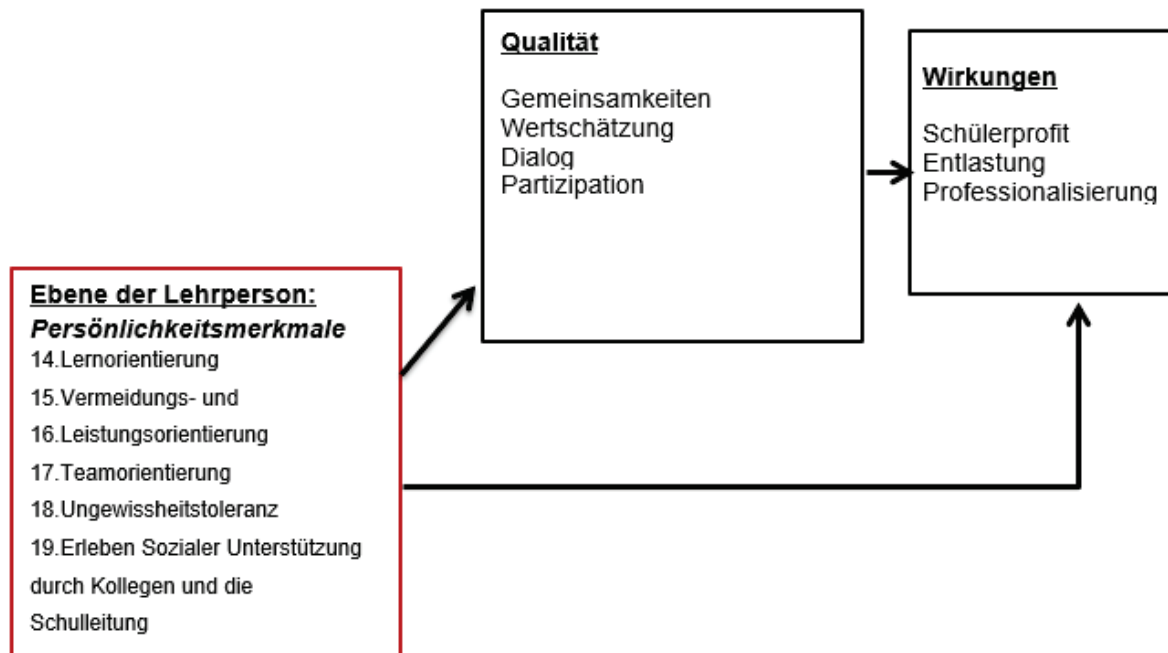 Qualität
Gemeinsamkeiten
Wertschätzung
Dialog
Partizipation
Wirkungen
Schülerprofit
Entlastung
Professionalisierung
Ebene der Lehrperson:
Persönlichkeitsmerkmale
14.Lernorientierung
15.Vermeidungs- und
16.Leistungsorientierung
17.Teamorientierung
18.Ungewissheitstoleranz
19.Erleben Sozialer Unterstützung
durch Kollegen und die
Schulleitung